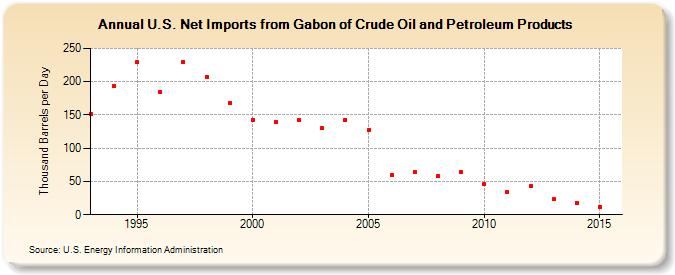 Annual U.S. Net Imports from Gabon of Crude Oil and Petroleum Products
Thousand Barrels per Day
250
200
150
100
50
0
1995 2000 2005 2010 2015
Source: U.S. Energy Information Administration